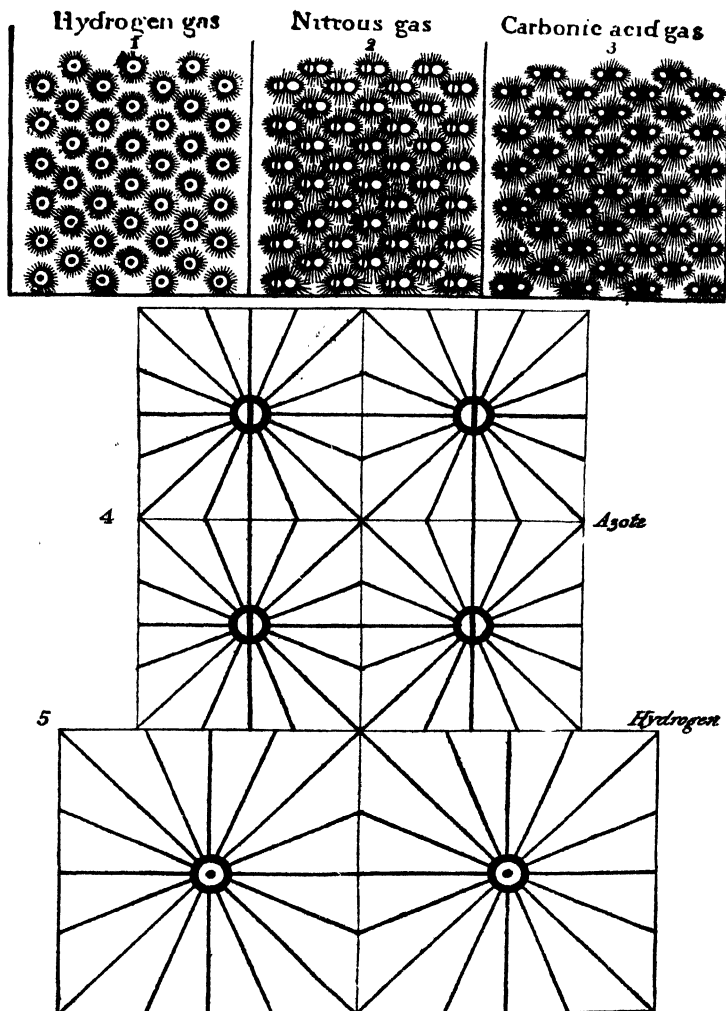 Hydrogen gas
1
Nitrous gas
2
Carbonic acid gas
3
4
Azote
5
Hydrogen